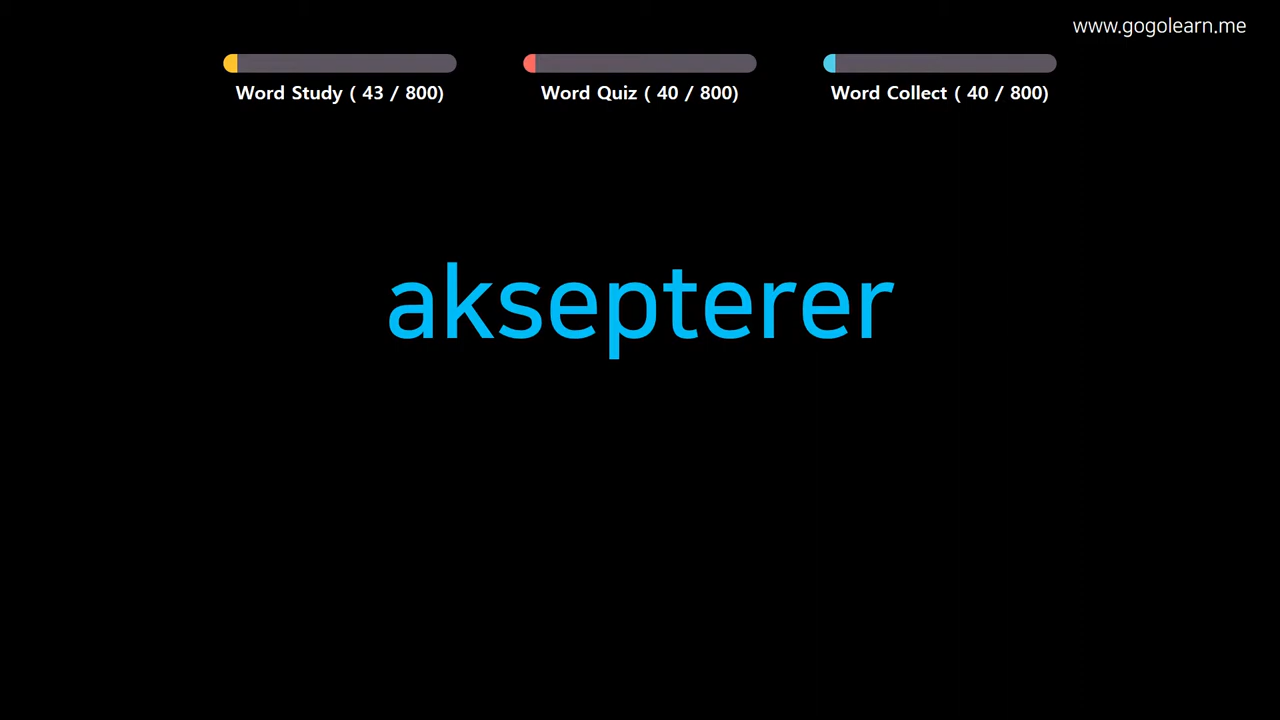 www.gogolearn.me
Word Study ( 43 / 800)
Word Quiz ( 40 / 800)
Word Collect ( 40 / 800)
aksepterer